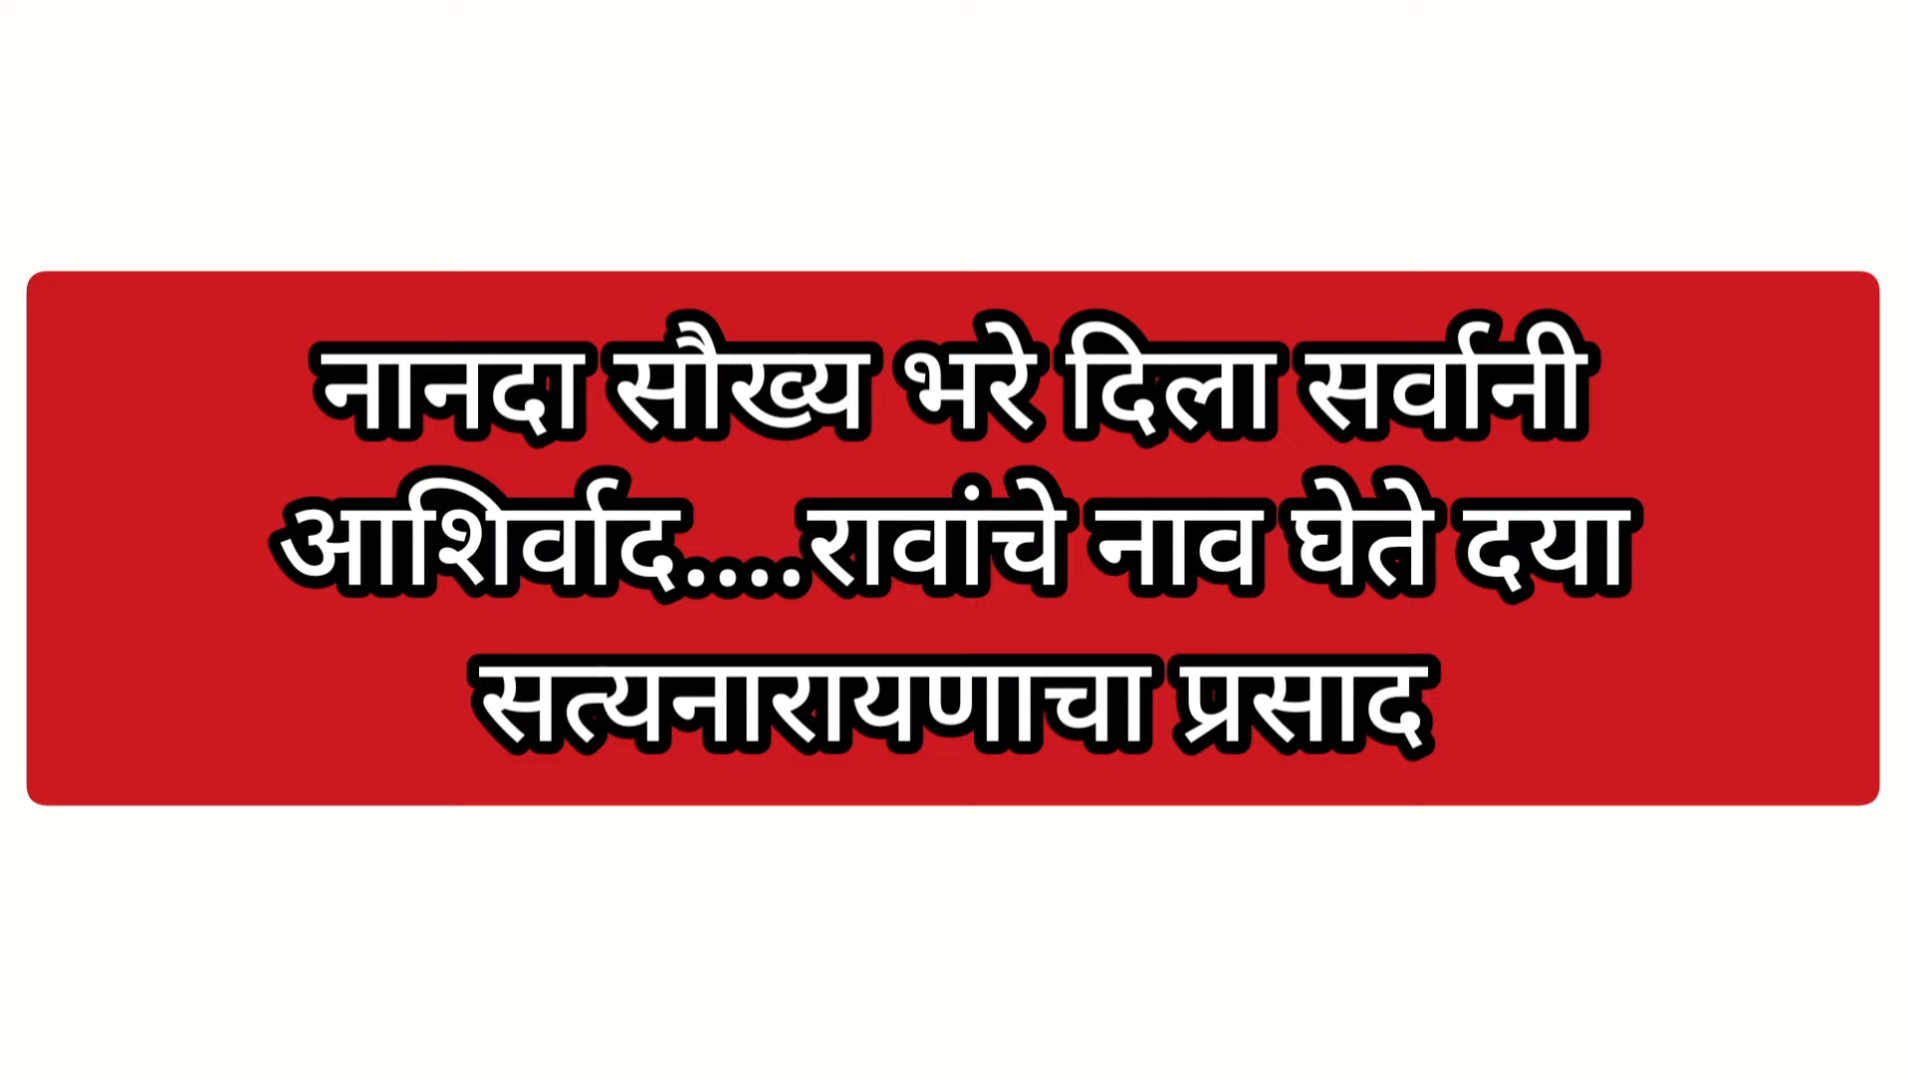 नानदा सौख्य भरे दिला सर्वानी
आशिर्वाद....रावांचे नाव घेते दया
सत्यनारायणाचा प्रसाद